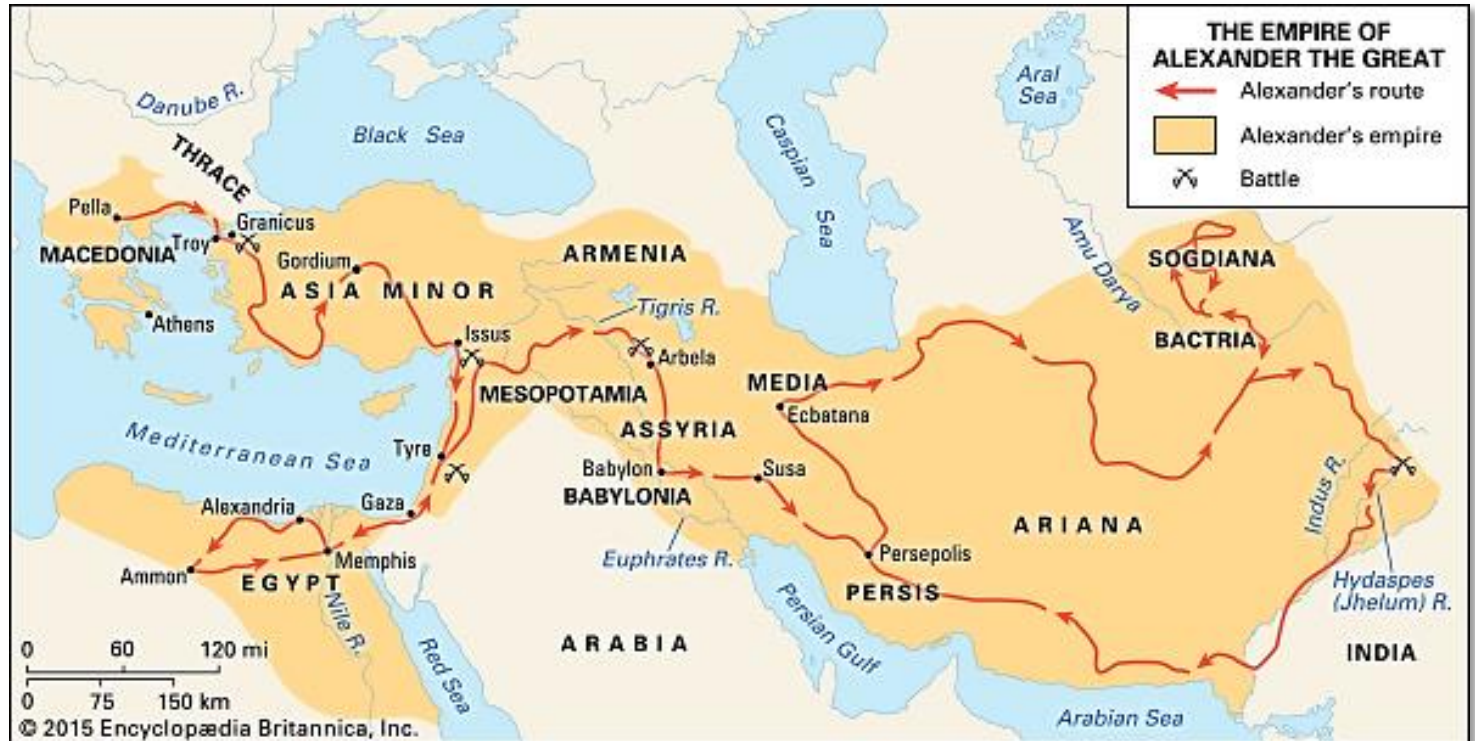 THE EMPIRE OF
ALEXANDER THE GREAT
Alexander's route
Alexander's empire
Battle
Danube R.
Black Sea
Caspian
Sea
Aral
Sea
THRACE
Pella
Granicus
Troy
MACEDONIA
Gordium
ASIA MINOR
Athens
ARMENIA
Tigris R.
Issus
Arbela
MESOPOTAMIA
MEDIA
Ecbatana
ASSYRIA
Amu Darya
SOGDIANA
BACTRIA
Mediterranean Sea
Tyre
Babylon
BABYLONIA
Susa
Alexandria
Gaza
Memphis
Ammon
EGYPT
Nile R.
Euphrates R.
Persepolis
PERSIS
ARIANA
Indus R.
Hydaspes
(Jhelum) R.
INDIA
ARABIA
Red Sea
Persian Gulf
Arabian Sea
0 60 120 mi
0 75 150 km
© 2015 Encyclopædia Britannica, Inc.